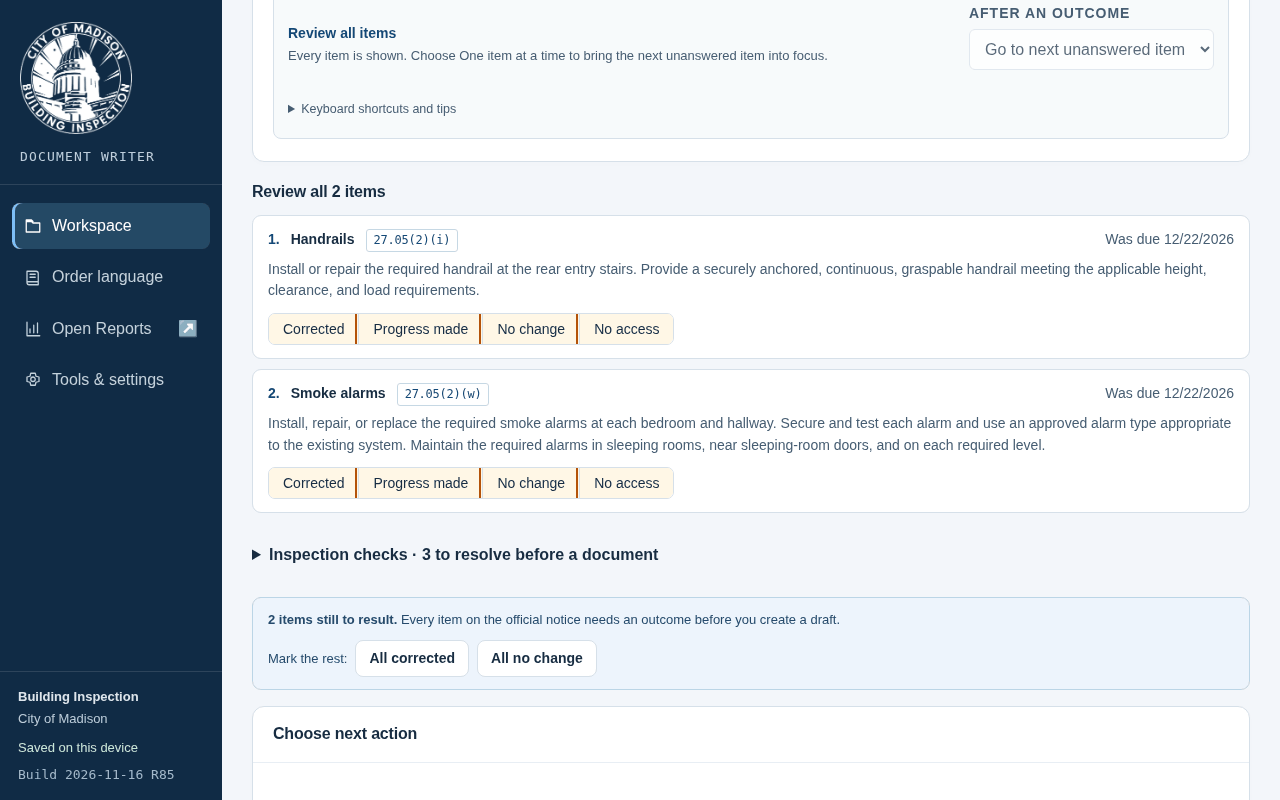 CITY OF MADISON
BUILDING INSPECTION
DOCUMENT WRITER
Workspace
Order language
Open Reports
Tools & settings
Building Inspection
City of Madison
Saved on this device
Build 2026-11-16 R85
AFTER AN OUTCOME
Review all items
Every item is shown. Choose One item at a time to bring the next unanswered item into focus.
Go to next unanswered item
Keyboard shortcuts and tips
Review all 2 items
1. Handrails 27.05(2)(i) Was due 12/22/2026
Install or repair the required handrail at the rear entry stairs. Provide a securely anchored, continuous, graspable handrail meeting the applicable height,
clearance, and load requirements.
Corrected Progress made No change No access
2. Smoke alarms 27.05(2)(w) Was due 12/22/2026
Install, repair, or replace the required smoke alarms at each bedroom and hallway. Secure and test each alarm and use an approved alarm type appropriate
to the existing system. Maintain the required alarms in sleeping rooms, near sleeping-room doors, and on each required level.
Corrected Progress made No change No access
Inspection checks · 3 to resolve before a document
2 items still to result. Every item on the official notice needs an outcome before you create a draft.
Mark the rest: All corrected All no change
Choose next action